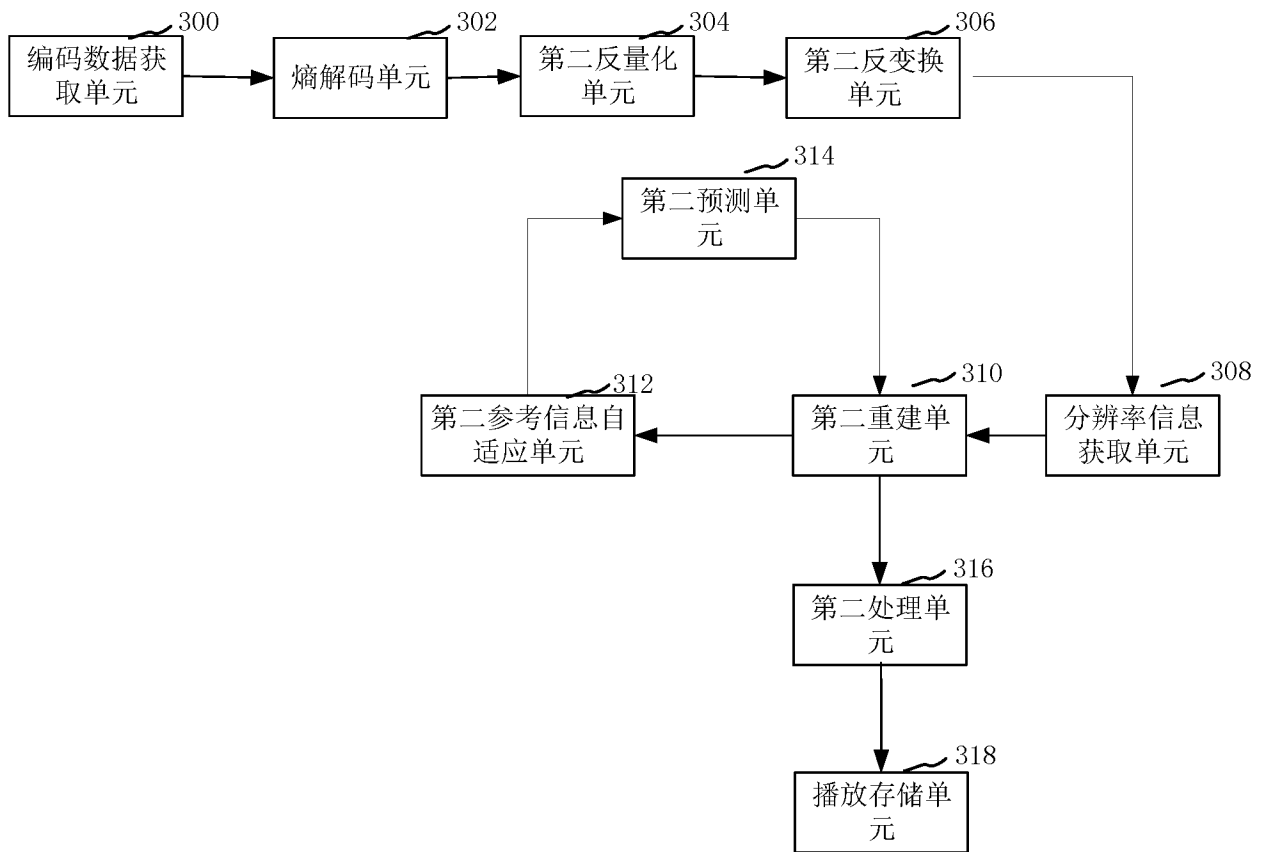 300
编码数据获
取单元
302
熵解码单元
304
第二反量化
单元
306
第二反变换
单元
314
第二预测单
元
312
第二参考信息自
适应单元
310
第二重建单
元
308
分辨率信息
获取单元
316
第二处理单
元
318
播放存储单
元